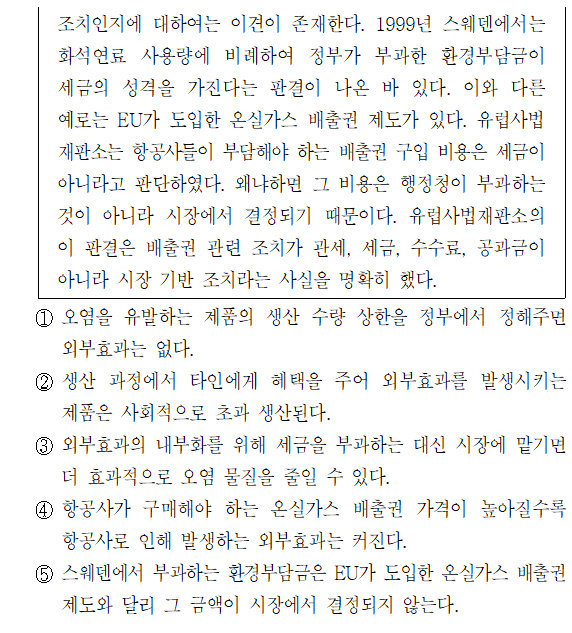 조치인지에 대하여는 이견이 존재한다. 1999년 스웨덴에서는
화석연료 사용량에 비례하여 정부가 부과한 환경부담금이
세금의 성격을 가진다는 판결이 나온 바 있다. 이와 다른
예로는 EU가 도입한 온실가스 배출권 제도가 있다. 유럽사법
재판소는 항공사들이 부담해야 하는 배출권 구입 비용은 세금이
아니라고 판단하였다. 왜냐하면 그 비용은 행정청이 부과하는
것이 아니라 시장에서 결정되기 때문이다. 유럽사법재판소의
이 판결은 배출권 관련 조치가 관세, 세금, 수수료, 공과금이
아니라 시장 기반 조치라는 사실을 명확히 했다.
① 오염을 유발하는 제품의 생산 수량 상한을 정부에서 정해주면
외부효과는 없다.
② 생산 과정에서 타인에게 혜택을 주어 외부효과를 발생시키는
제품은 사회적으로 초과 생산된다.
③ 외부효과의 내부화를 위해 세금을 부과하는 대신 시장에 맡기면
더 효과적으로 오염 물질을 줄일 수 있다.
④ 항공사가 구매해야 하는 온실가스 배출권 가격이 높아질수록
항공사로 인해 발생하는 외부효과는 커진다.
⑤ 스웨덴에서 부과하는 환경부담금은 EU가 도입한 온실가스 배출권
제도와 달리 그 금액이 시장에서 결정되지 않는다.